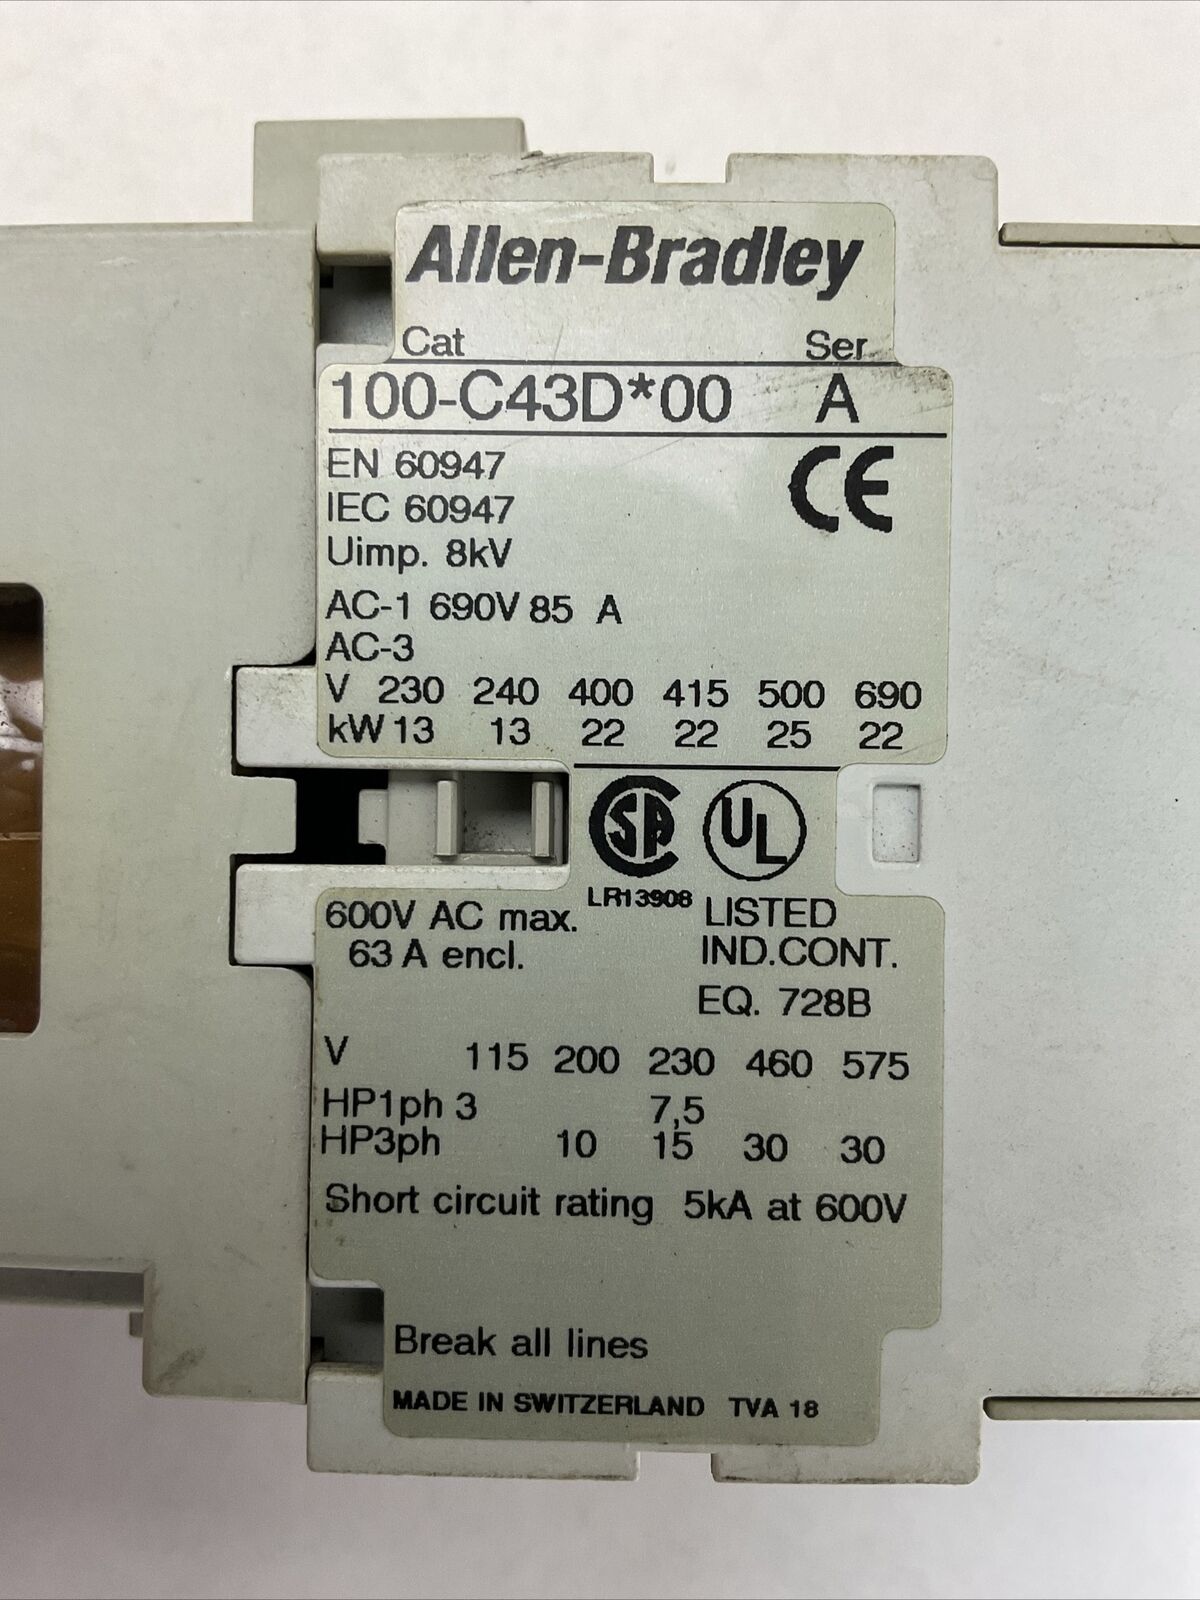 Allen-Bradley
Cat Ser
100-C43D*00 A
EN 60947
CE
IEC 60947
Uimp. 8kV
AC-1 690V 85 A
AC-3
V 230 240 400 415 500 690
kW 13 13 22 22 25 22
SA UL
LR13908
600V AC max. LISTED
63 A encl. IND.CONT.
EQ. 728B
V 115 200 230 460 575
HP1ph 3 7,5
HP3ph 10 15 30 30
Short circuit rating 5kA at 600V
Break all lines
MADE IN SWITZERLAND TVA 18